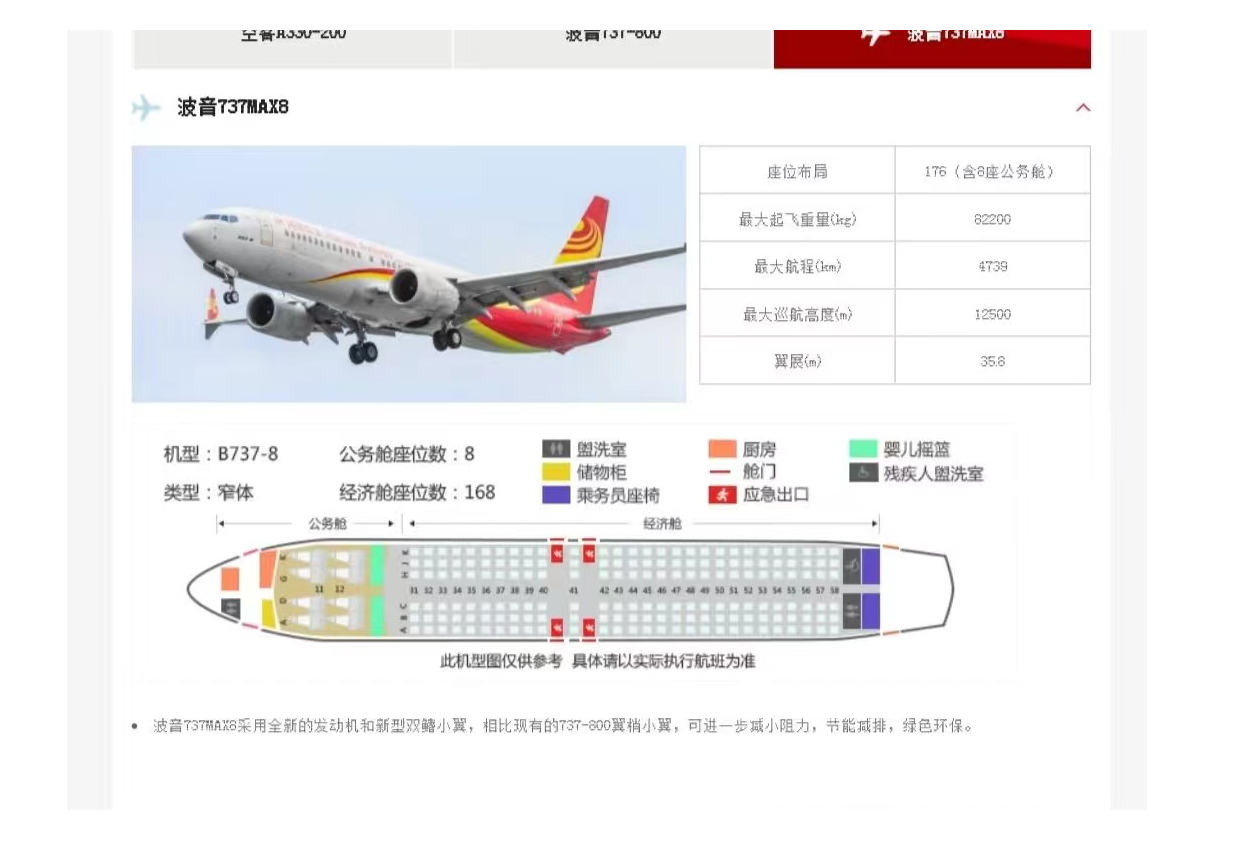 空客A330-200
波音737-800
波音737MAX8
波音737MAX8
座位布局 176（含8座公务舱）
最大起飞重量(kg) 82200
最大航程(km) 4739
最大巡航高度(m) 12500
翼展(m) 35.8
机型：B737-8 公务舱座位数：8
类型：窄体 经济舱座位数：168
盥洗室 厨房 婴儿摇篮
储物柜 舱门 残疾人盥洗室
乘务员座椅 应急出口
公务舱 经济舱
K
G
D
A
11 12
K
J
H
31 32 33 34 35 36 37 38 39 40 41 42 43 44 45 46 47 48 49 50 51 52 53 54 55 56 57 58
C
B
A
此机型图仅供参考 具体请以实际执行航班为准
• 波音737MAX8采用全新的发动机和新型双鳍小翼，相比现有的737-800翼梢小翼，可进一步减小阻力，节能减排，绿色环保。